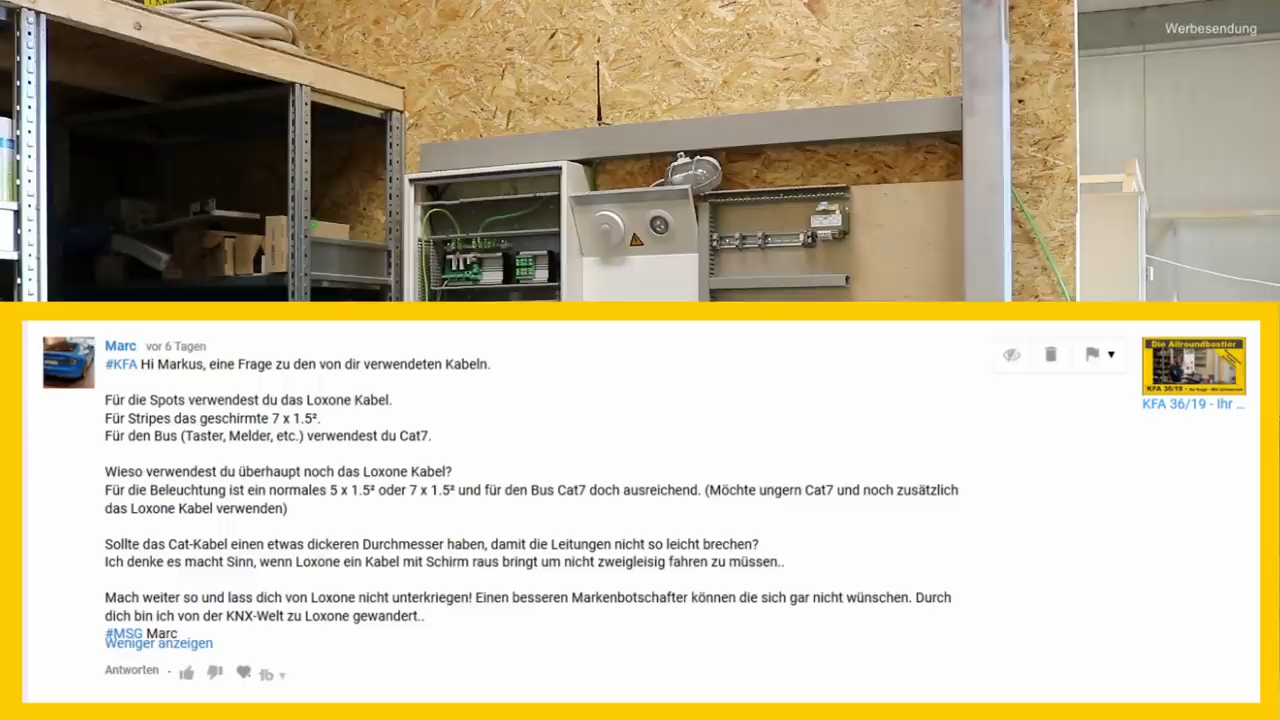 Werbesendung
Marc vor 6 Tagen
#KFA Hi Markus, eine Frage zu den von dir verwendeten Kabeln.
Für die Spots verwendest du das Loxone Kabel.
Für Stripes das geschirmte 7 x 1.5².
Für den Bus (Taster, Melder, etc.) verwendest du Cat7.
Wieso verwendest du überhaupt noch das Loxone Kabel?
Für die Beleuchtung ist ein normales 5 x 1.5² oder 7 x 1.5² und für den Bus Cat7 doch ausreichend. (Möchte ungern Cat7 und noch zusätzlich
das Loxone Kabel verwenden)
Sollte das Cat-Kabel einen etwas dickeren Durchmesser haben, damit die Leitungen nicht so leicht brechen?
Ich denke es macht Sinn, wenn Loxone ein Kabel mit Schirm raus bringt um nicht zweigleisig fahren zu müssen..
Mach weiter so und lass dich von Loxone nicht unterkriegen! Einen besseren Markenbotschafter können die sich gar nicht wünschen. Durch
dich bin ich von der KNX-Welt zu Loxone gewandert..
#MSG Marc
Weniger anzeigen
Antworten
Die Allroundbastler
KFA 36/19
KFA 36/19 - Ihr ...